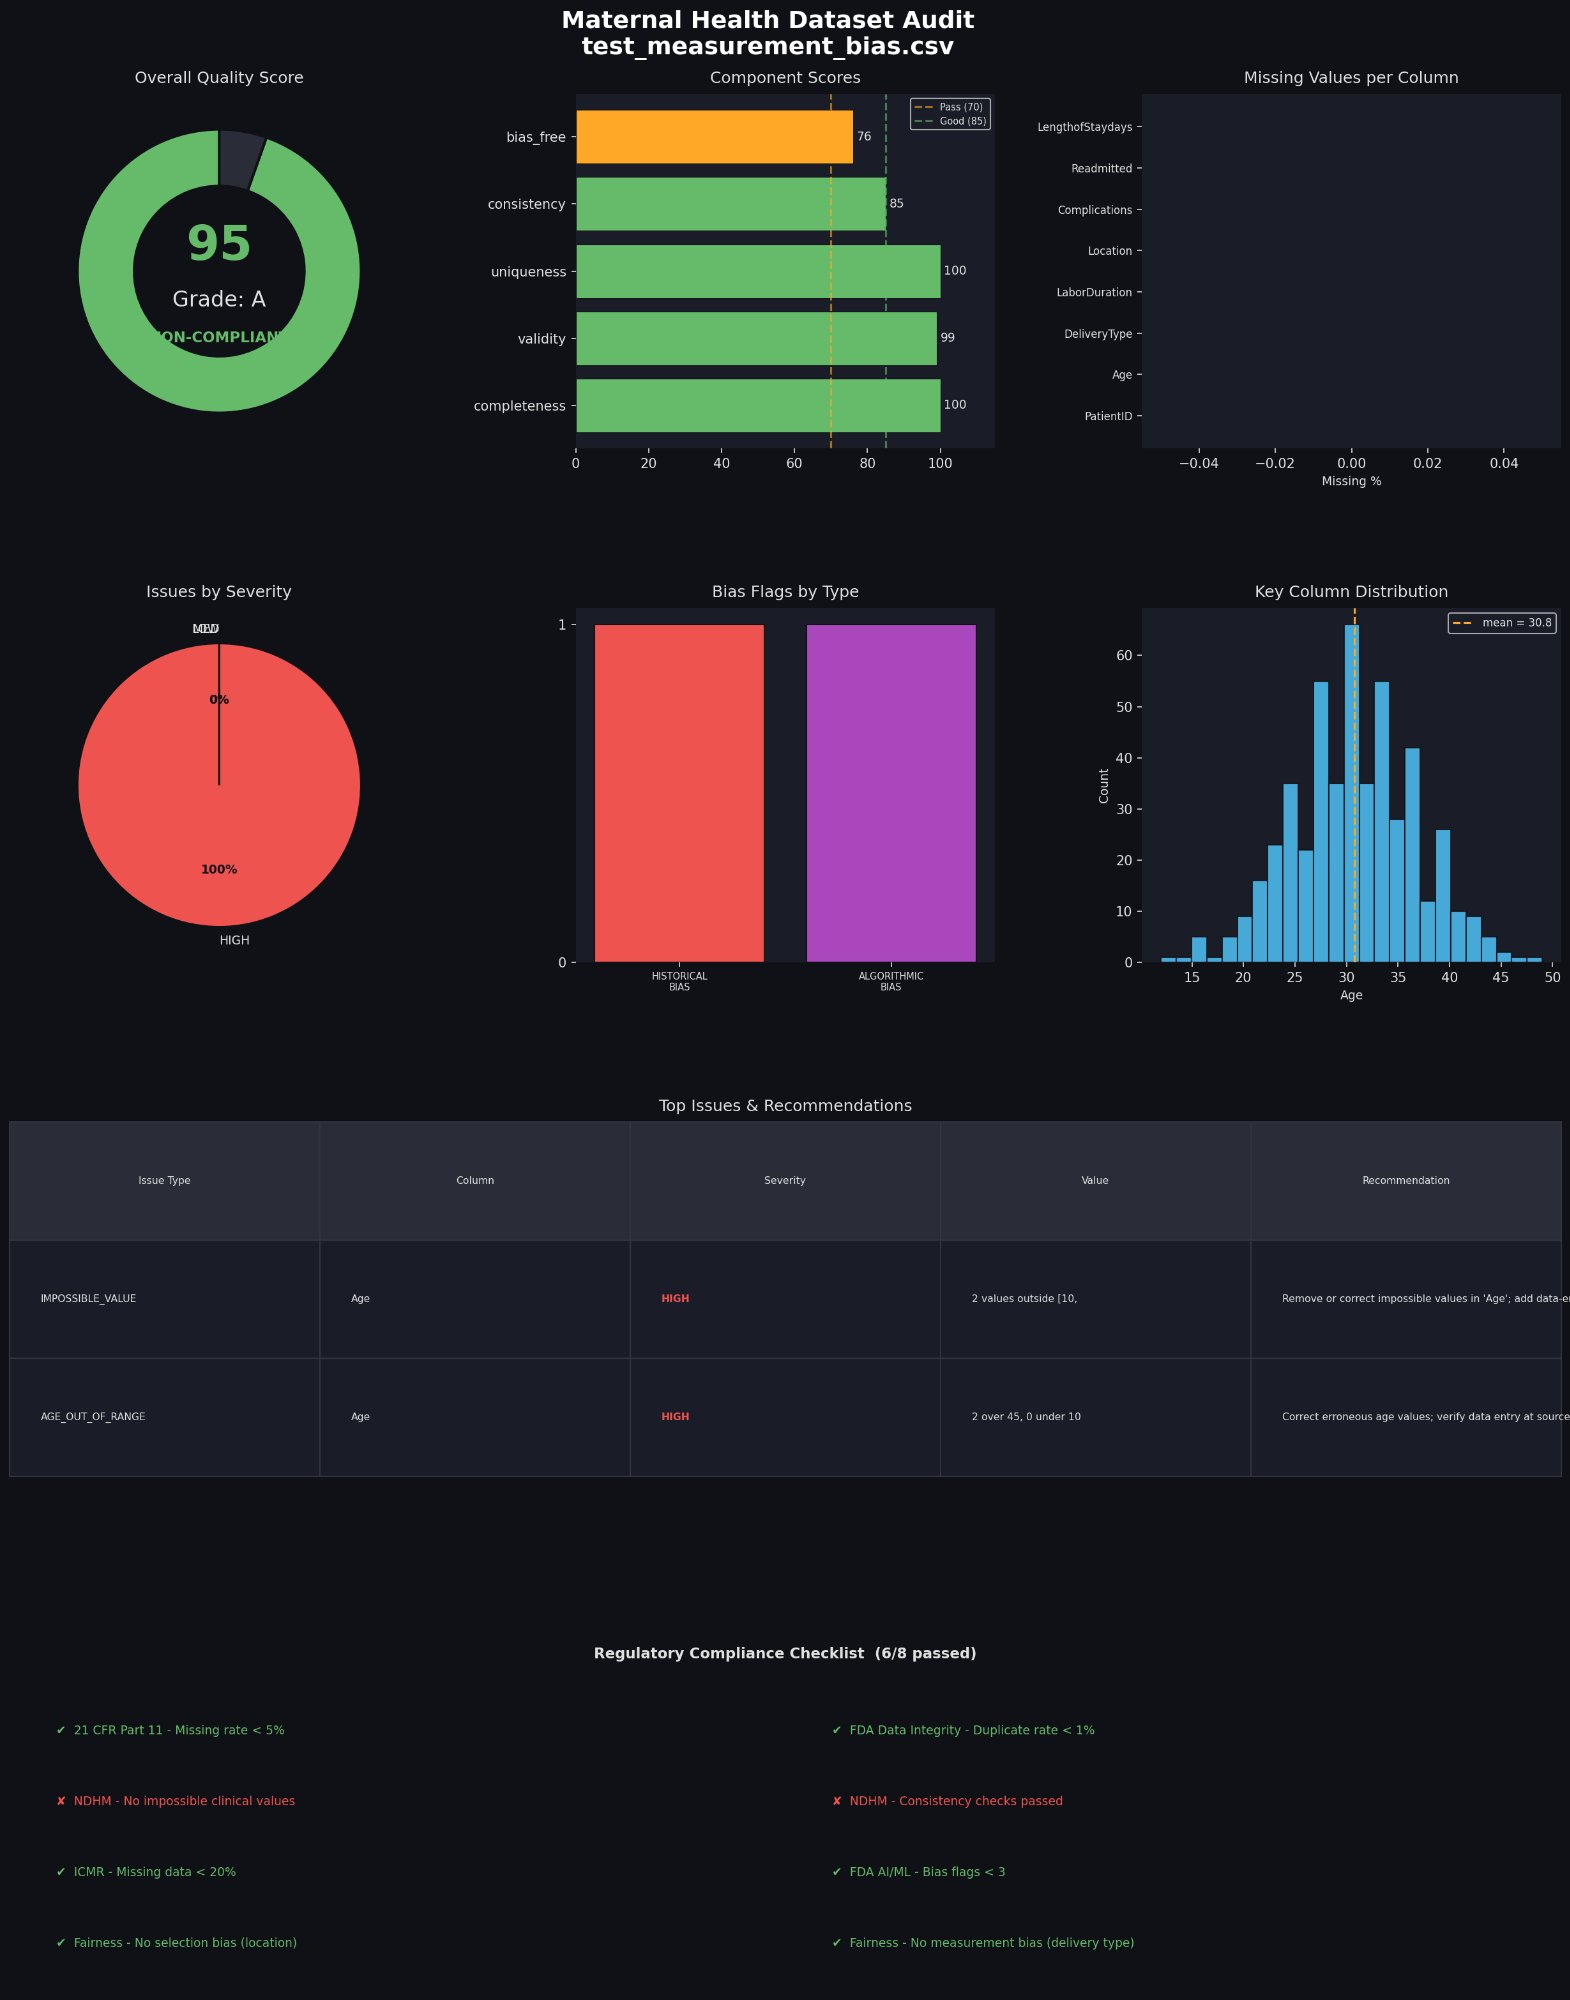 Maternal Health Dataset Audit
test_measurement_bias.csv
Overall Quality Score
95
Grade: A
ON-COMPLIAN
Component Scores
Pass (70)
Good (85)
bias_free
76
consistency
85
uniqueness
100
validity
99
completeness
100
0 20 40 60 80 100
Missing Values per Column
LengthofStaydays
Readmitted
Complications
Location
LaborDuration
DeliveryType
Age
PatientID
−0.04 −0.02 0.00 0.02 0.04
Missing %
Issues by Severity
LOW
0%
100%
HIGH
Bias Flags by Type
1
0
HISTORICAL
BIAS
ALGORITHMIC
BIAS
Key Column Distribution
mean = 30.8
60
50
40
30
20
10
0
Count
15 20 25 30 35 40 45 50
Age
Top Issues & Recommendations
Issue Type Column Severity Value Recommendation
IMPOSSIBLE_VALUE Age HIGH 2 values outside [10, Remove or correct impossible values in 'Age'; add data-e
AGE_OUT_OF_RANGE Age HIGH 2 over 45, 0 under 10 Correct erroneous age values; verify data entry at source
Regulatory Compliance Checklist (6/8 passed)
✔ 21 CFR Part 11 - Missing rate < 5%
✔ FDA Data Integrity - Duplicate rate < 1%
✘ NDHM - No impossible clinical values
✘ NDHM - Consistency checks passed
✔ ICMR - Missing data < 20%
✔ FDA AI/ML - Bias flags < 3
✔ Fairness - No selection bias (location)
✔ Fairness - No measurement bias (delivery type)